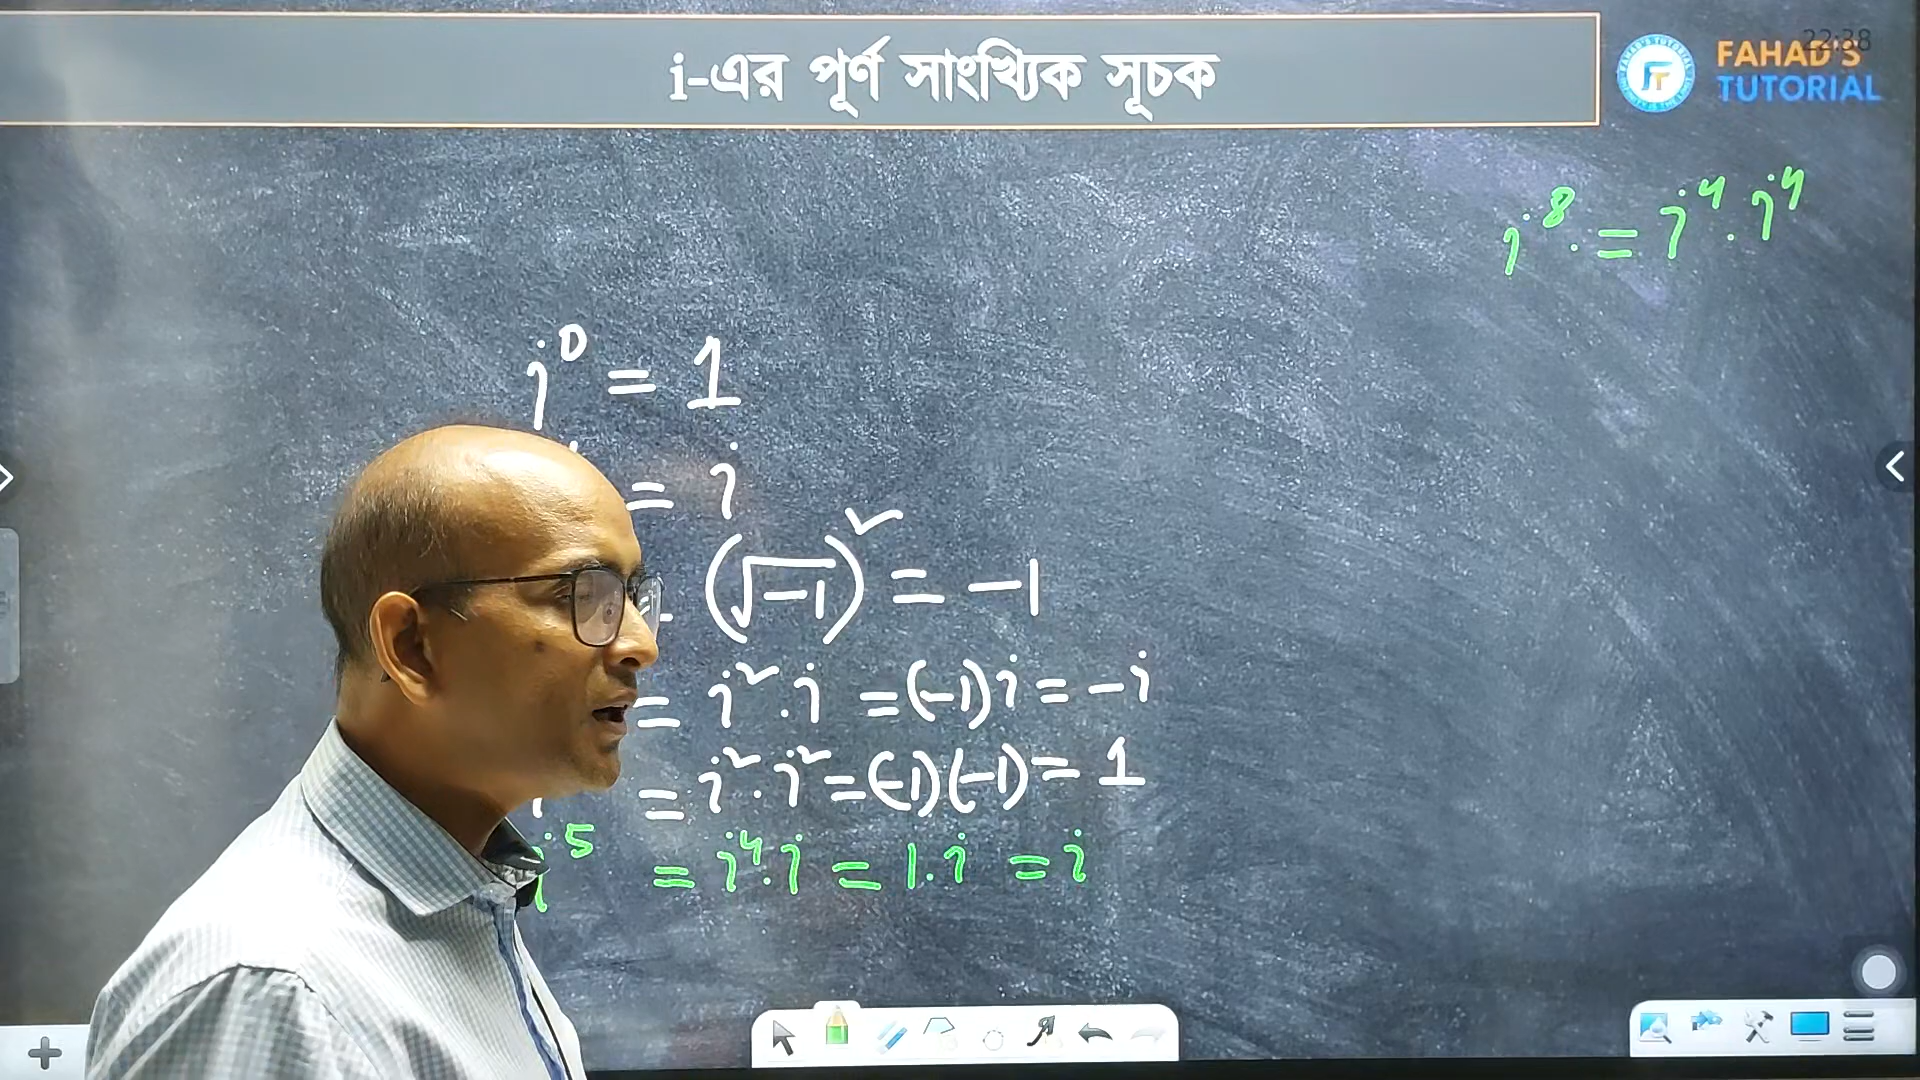 i-এর পূর্ণ সাংখ্যিক সূচক
FAHAD'S
TUTORIAL
22:38
i⁸ = i⁴ . i⁴
i⁰ = 1
= i
(√-1)² = -1
= i² . i = (-1) i = -i
= i² . i² = (-1) (-1) = 1
i⁵ = i⁴ . i = 1 . i = i